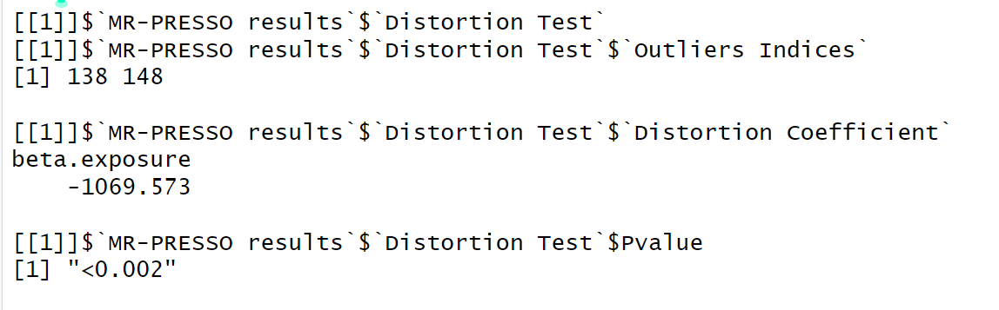 [[1]]$`MR-PRESSO results`$`Distortion Test`
[[1]]$`MR-PRESSO results`$`Distortion Test`$`Outliers Indices`
[1] 138 148
[[1]]$`MR-PRESSO results`$`Distortion Test`$`Distortion Coefficient`
beta.exposure
    -1069.573
[[1]]$`MR-PRESSO results`$`Distortion Test`$Pvalue
[1] "<0.002"